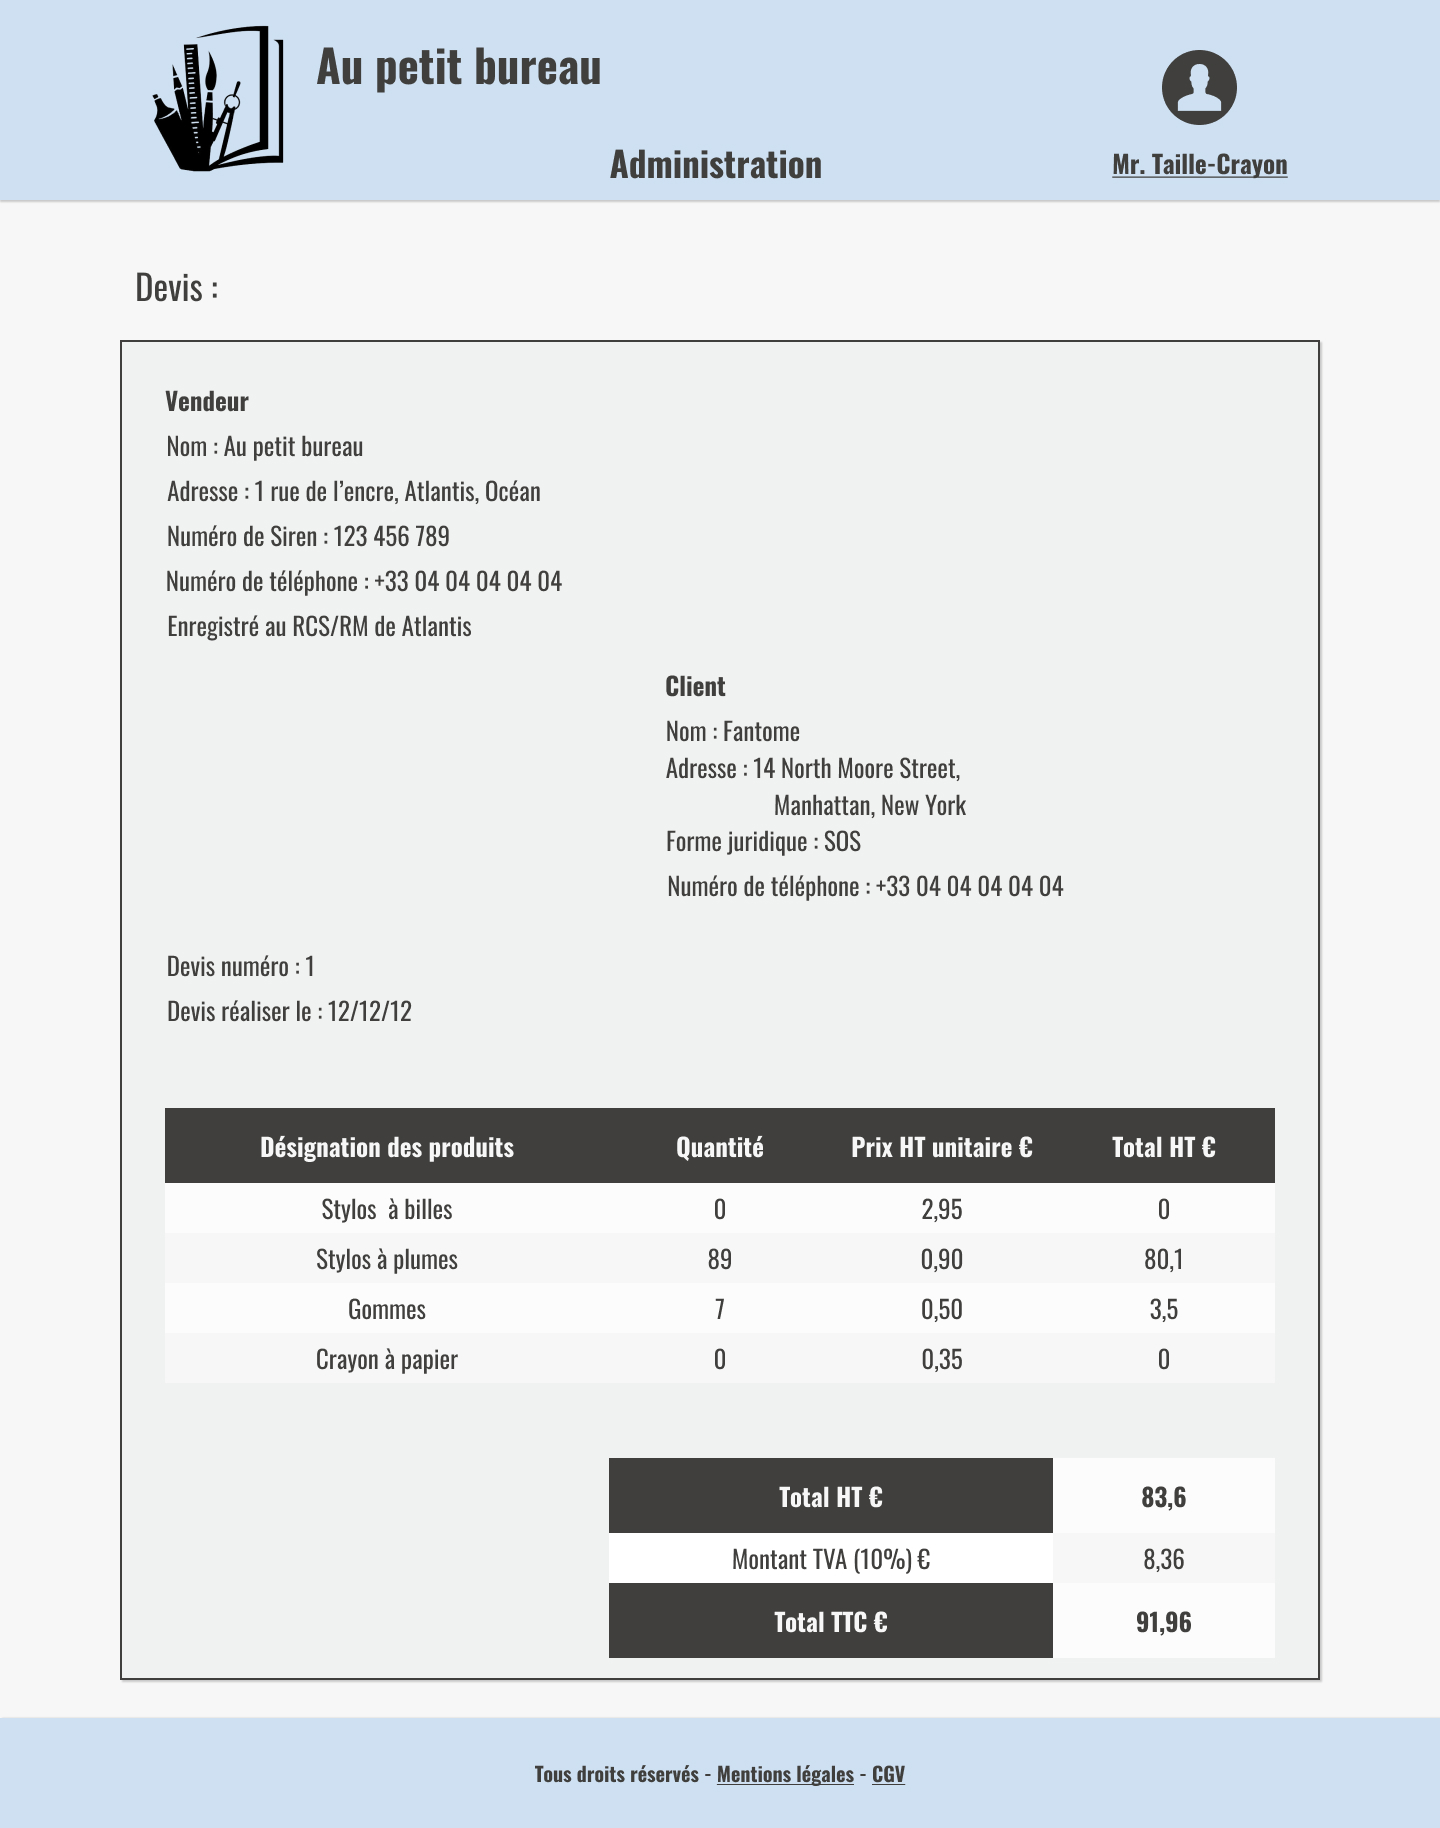 Au petit bureau
Administration
Mr. Taille-Crayon
Devis :
Vendeur
Nom : Au petit bureau
Adresse : 1 rue de l’encre, Atlantis, Océan
Numéro de Siren : 123 456 789
Numéro de téléphone : +33 04 04 04 04 04
Enregistré au RCS/RM de Atlantis
Client
Nom : Fantome
Adresse : 14 North Moore Street,
Manhattan, New York
Forme juridique : SOS
Numéro de téléphone : +33 04 04 04 04 04
Devis numéro : 1
Devis réaliser le : 12/12/12
Désignation des produits Quantité Prix HT unitaire € Total HT €
Stylos à billes 0 2,95 0
Stylos à plumes 89 0,90 80,1
Gommes 7 0,50 3,5
Crayon à papier 0 0,35 0
Total HT € 83,6
Montant TVA (10%) € 8,36
Total TTC € 91,96
Tous droits réservés - Mentions légales - CGV